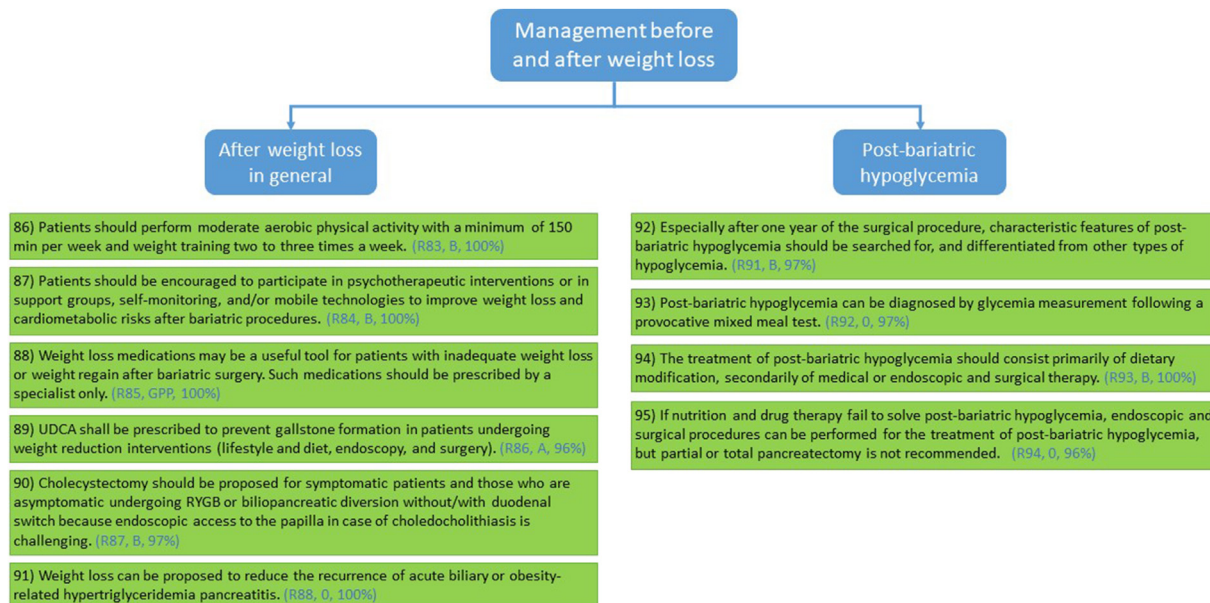 Management before
and after weight loss
After weight loss
in general
86) Patients should perform moderate aerobic physical activity with a minimum of 150
min per week and weight training two to three times a week. (R83, B, 100%)
87) Patients should be encouraged to participate in psychotherapeutic interventions or in
support groups, self-monitoring, and/or mobile technologies to improve weight loss and
cardiometabolic risks after bariatric procedures. (R84, B, 100%)
88) Weight loss medications may be a useful tool for patients with inadequate weight loss
or weight regain after bariatric surgery. Such medications should be prescribed by a
specialist only. (R85, GPP, 100%)
89) UDCA shall be prescribed to prevent gallstone formation in patients undergoing
weight reduction interventions (lifestyle and diet, endoscopy, and surgery). (R86, A, 96%)
90) Cholecystectomy should be proposed for symptomatic patients and those who are
asymptomatic undergoing RYGB or biliopancreatic diversion without/with duodenal
switch because endoscopic access to the papilla in case of choledocholithiasis is
challenging. (R87, B, 97%)
91) Weight loss can be proposed to reduce the recurrence of acute biliary or obesity-
related hypertriglyceridemia pancreatitis. (R88, 0, 100%)
Post-bariatric
hypoglycemia
92) Especially after one year of the surgical procedure, characteristic features of post-
bariatric hypoglycemia should be searched for, and differentiated from other types of
hypoglycemia. (R91, B, 97%)
93) Post-bariatric hypoglycemia can be diagnosed by glycemia measurement following a
provocative mixed meal test. (R92, 0, 97%)
94) The treatment of post-bariatric hypoglycemia should consist primarily of dietary
modification, secondarily of medical or endoscopic and surgical therapy. (R93, B, 100%)
95) If nutrition and drug therapy fail to solve post-bariatric hypoglycemia, endoscopic and
surgical procedures can be performed for the treatment of post-bariatric hypoglycemia,
but partial or total pancreatectomy is not recommended. (R94, 0, 96%)